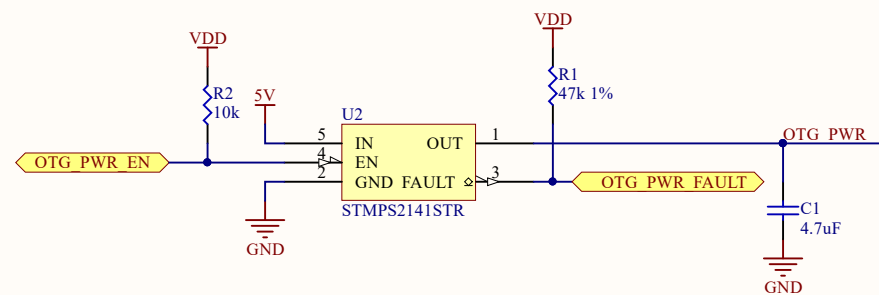 VDD
VDD
R2
10k
R1
47k 1%
5V
U2
5 IN OUT 1
OTG_PWR
OTG_PWR_EN
4 EN
2 GND FAULT 3
OTG_PWR_FAULT
STMPS2141STR
C1
4.7uF
GND
GND